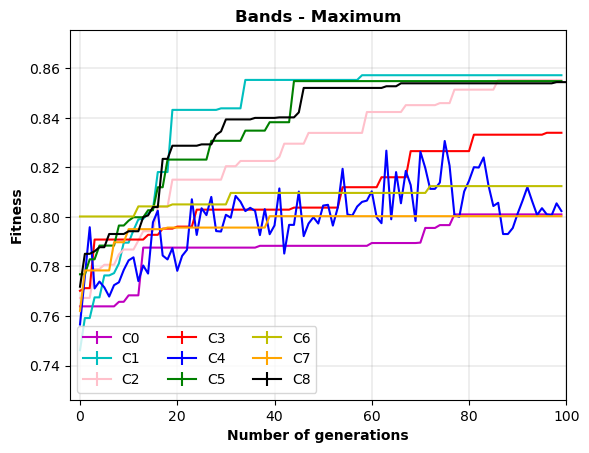 Bands - Maximum
Fitness
0.86
0.84
0.82
0.80
0.78
0.76
0.74
C0 C3 C6
C1 C4 C7
C2 C5 C8
0 20 40 60 80 100
Number of generations